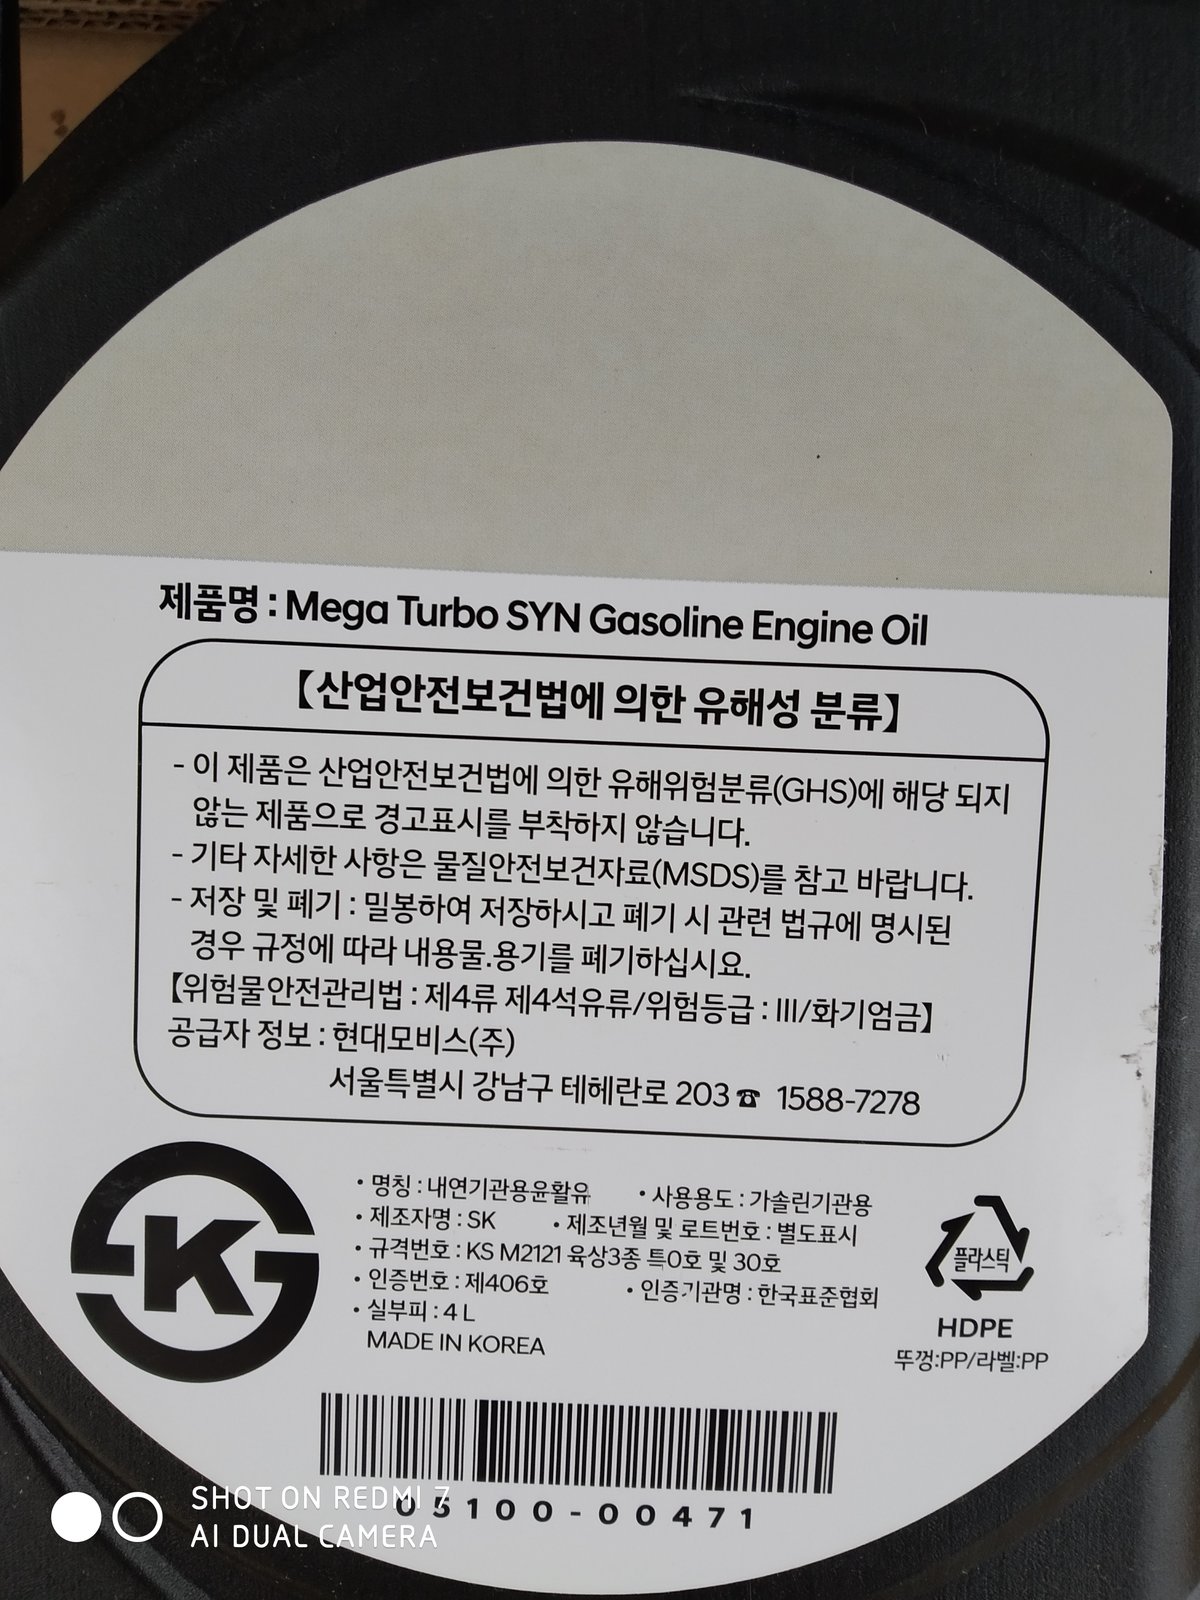 제품명 : Mega Turbo SYN Gasoline Engine Oil
【산업안전보건법에 의한 유해성 분류】
- 이 제품은 산업안전보건법에 의한 유해위험분류(GHS)에 해당 되지
않는 제품으로 경고표시를 부착하지 않습니다.
- 기타 자세한 사항은 물질안전보건자료(MSDS)를 참고 바랍니다.
- 저장 및 폐기 : 밀봉하여 저장하시고 폐기 시 관련 법규에 명시된
경우 규정에 따라 내용물.용기를 폐기하십시요.
【위험물안전관리법 : 제4류 제4석유류/위험등급 : III/화기엄금】
공급자 정보 : 현대모비스(주)
서울특별시 강남구 테헤란로 203 ☎ 1588-7278
K
• 명칭 : 내연기관용윤활유 • 사용용도 : 가솔린기관용
• 제조자명 : SK • 제조년월 및 로트번호 : 별도표시
• 규격번호 : KS M2121 육상3종 특0호 및 30호
• 인증번호 : 제406호 • 인증기관명 : 한국표준협회
• 실부피 : 4 L
MADE IN KOREA
플라스틱
HDPE
뚜껑:PP/라벨:PP
05100-00471
SHOT ON REDMI 7
AI DUAL CAMERA